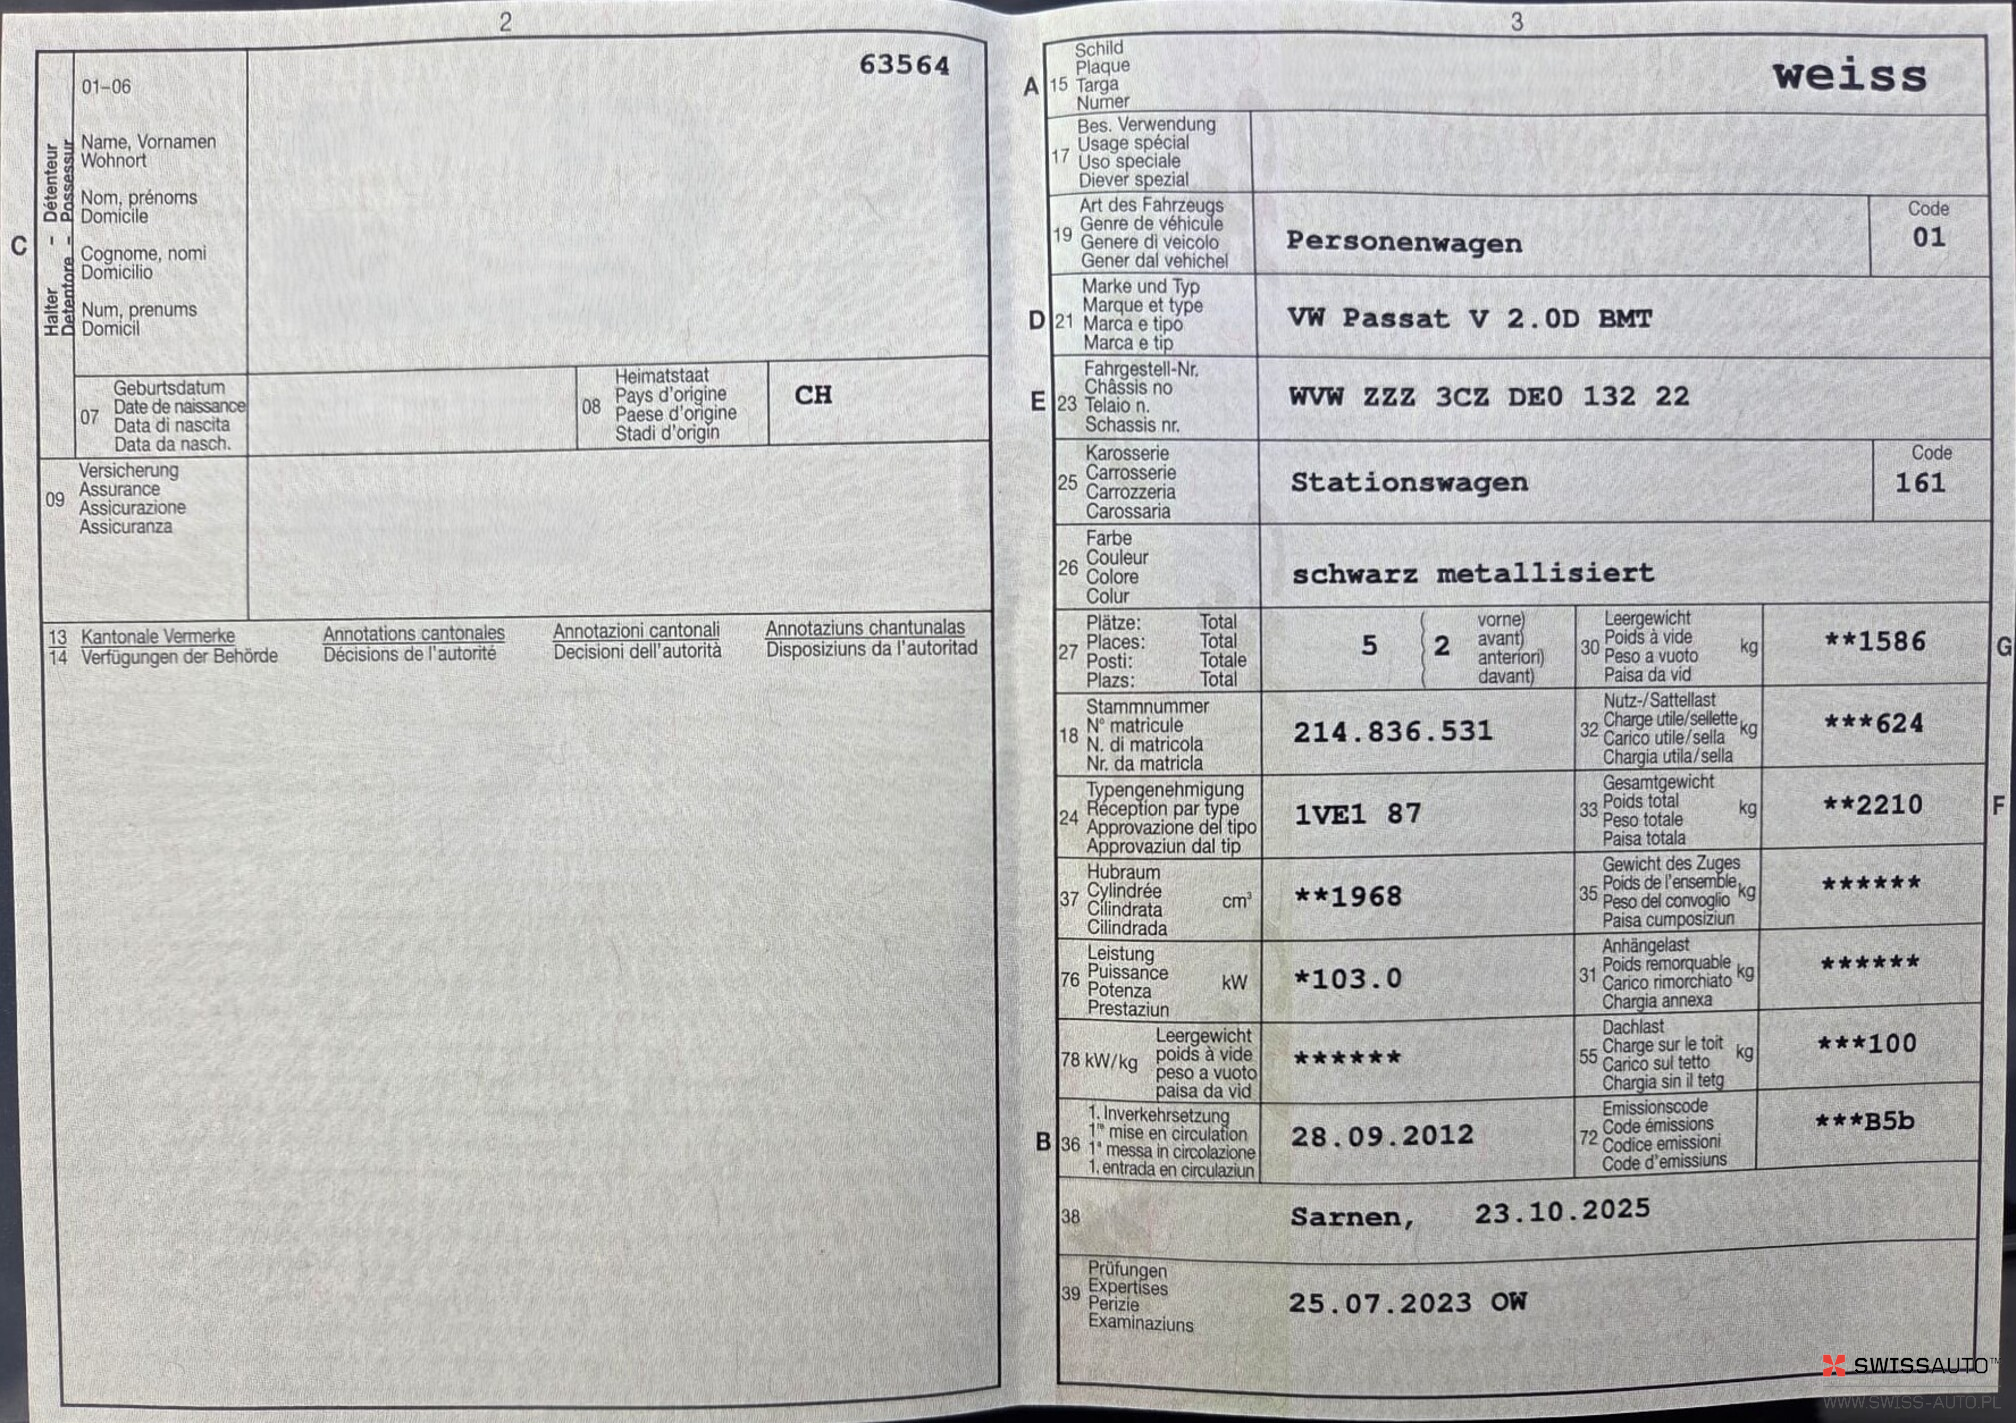 2
63564
C
Halter - Détenteur
Detentore - Possessur
01–06
Name, Vornamen
Wohnort
Nom, prénoms
Domicile
Cognome, nomi
Domicilio
Num, prenums
Domicil
07
Geburtsdatum
Date de naissance
Data di nascita
Data da nasch.
08
Heimatstaat
Pays d'origine
Paese d'origine
Stadi d'origin
CH
09
Versicherung
Assurance
Assicurazione
Assicuranza
13
14
Kantonale Vermerke
Verfügungen der Behörde
Annotations cantonales
Décisions de l'autorité
Annotazioni cantonali
Decisioni dell'autorità
Annotaziuns chantunalas
Disposiziuns da l'autoritad
3
A
15
Schild
Plaque
Targa
Numer
weiss
17
Bes. Verwendung
Usage spécial
Uso speciale
Diever spezial
19
Art des Fahrzeugs
Genre de véhicule
Genere di veicolo
Gener dal vehichel
Personenwagen
Code
01
D
21
Marke und Typ
Marque et type
Marca e tipo
Marca e tip
VW Passat V 2.0D BMT
E
23
Fahrgestell-Nr.
Châssis no
Telaio n.
Schassis nr.
WVW ZZZ 3CZ DE0 132 22
25
Karosserie
Carrosserie
Carrozzeria
Carossaria
Stationswagen
Code
161
26
Farbe
Couleur
Colore
Colur
schwarz metallisiert
27
Plätze: Total
Places: Total
Posti: Totale
Plazs: Total
5 ( 2
vorne)
avant)
anteriori)
davant)
30
Leergewicht
Poids à vide
Peso a vuoto
Paisa da vid
kg
**1586
G
18
Stammnummer
N° matricule
N. di matricola
Nr. da matricla
214.836.531
32
Nutz-/Sattellast
Charge utile/sellette
Carico utile/sella
Chargia utila/sella
kg
***624
24
Typengenehmigung
Réception par type
Approvazione del tipo
Approvaziun dal tip
1VE1 87
33
Gesamtgewicht
Poids total
Peso totale
Paisa totala
kg
**2210
F
37
Hubraum
Cylindrée
Cilindrata
Cilindrada
cm³
**1968
35
Gewicht des Zuges
Poids de l'ensemble
Peso del convoglio
Paisa cumposiziun
kg
******
76
Leistung
Puissance
Potenza
Prestaziun
kW
*103.0
31
Anhängelast
Poids remorquable
Carico rimorchiato
Chargia annexa
kg
******
78 kW/kg
Leergewicht
poids à vide
peso a vuoto
paisa da vid
******
55
Dachlast
Charge sur le toit
Carico sul tetto
Chargia sin il tetg
kg
***100
B
36
1. Inverkehrsetzung
1re mise en circulation
1a messa in circolazione
1. entrada en circulaziun
28.09.2012
72
Emissionscode
Code émissions
Codice emissioni
Code d'emissiuns
***B5b
38
Sarnen, 23.10.2025
39
Prüfungen
Expertises
Perizie
Examinaziuns
25.07.2023 OW
SWISSAUTO™
WWW.SWISS-AUTO.PL